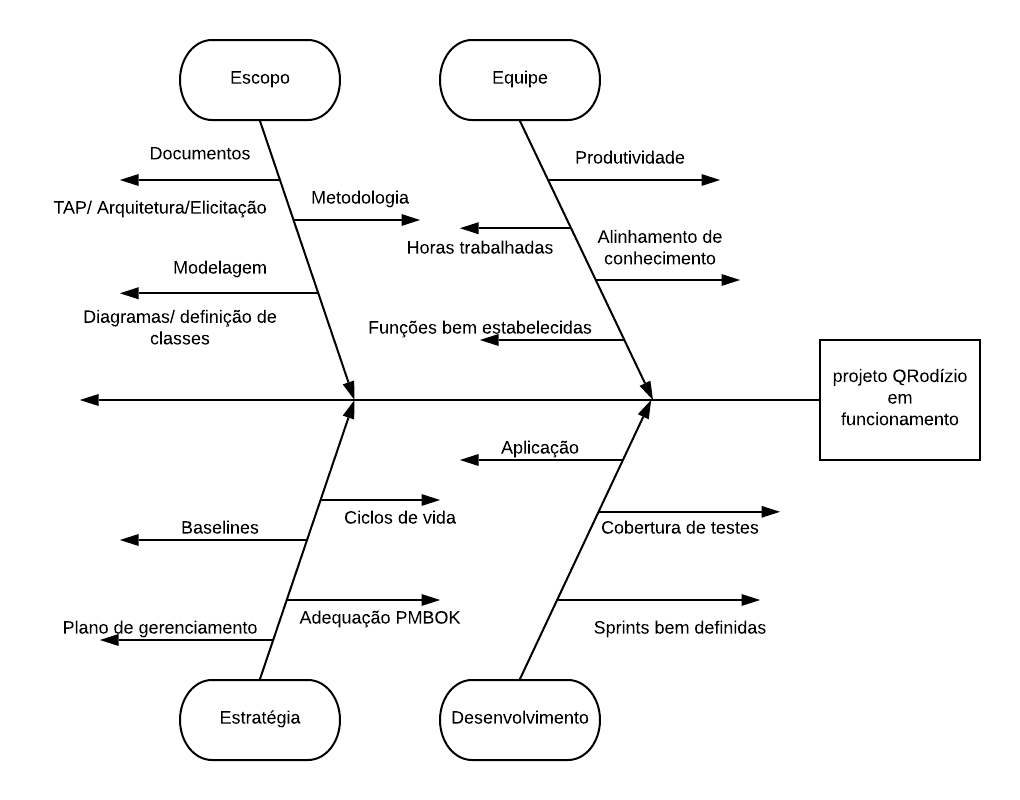 Escopo
Equipe
Documentos
Produtividade
TAP/ Arquitetura/Elicitação
Metodologia
Horas trabalhadas
Alinhamento de
conhecimento
Modelagem
Diagramas/ definição de
classes
Funções bem estabelecidas
projeto QRodízio
em
funcionamento
Aplicação
Ciclos de vida
Baselines
Cobertura de testes
Adequação PMBOK
Plano de gerenciamento
Sprints bem definidas
Estratégia
Desenvolvimento